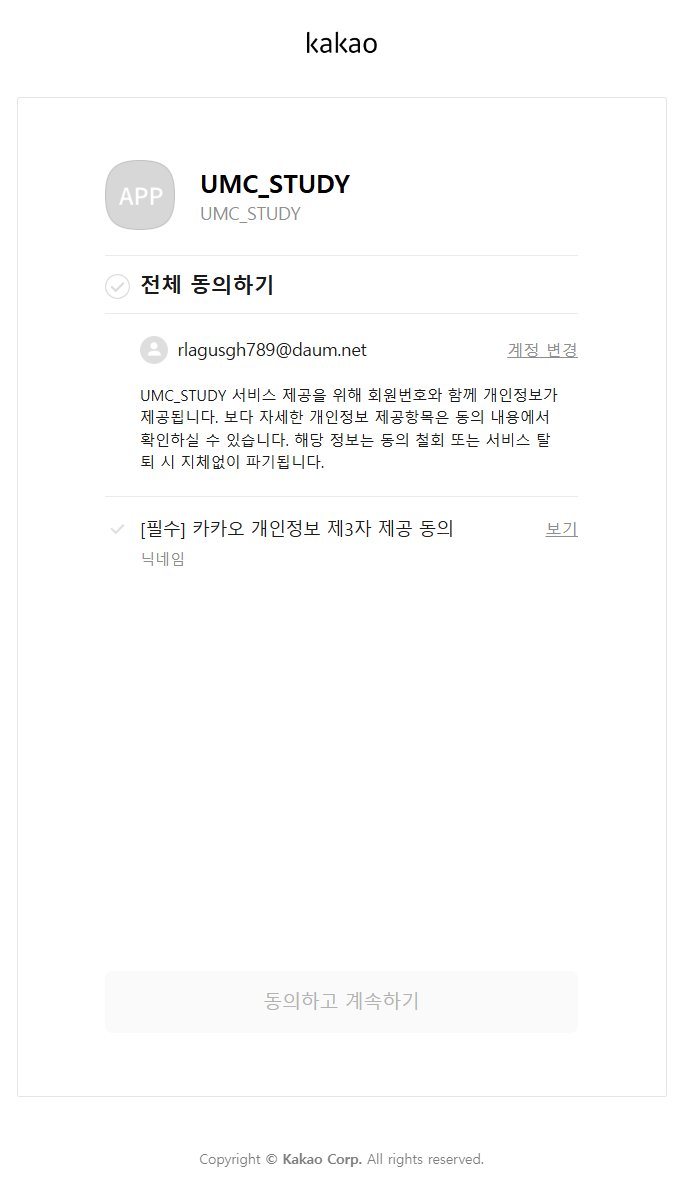 kakao
APP
UMC_STUDY
UMC_STUDY
전체 동의하기
rlagusgh789@daum.net
계정 변경
UMC_STUDY 서비스 제공을 위해 회원번호와 함께 개인정보가
제공됩니다. 보다 자세한 개인정보 제공항목은 동의 내용에서
확인하실 수 있습니다. 해당 정보는 동의 철회 또는 서비스 탈
퇴 시 지체없이 파기됩니다.
[필수] 카카오 개인정보 제3자 제공 동의
보기
닉네임
동의하고 계속하기
Copyright © Kakao Corp. All rights reserved.